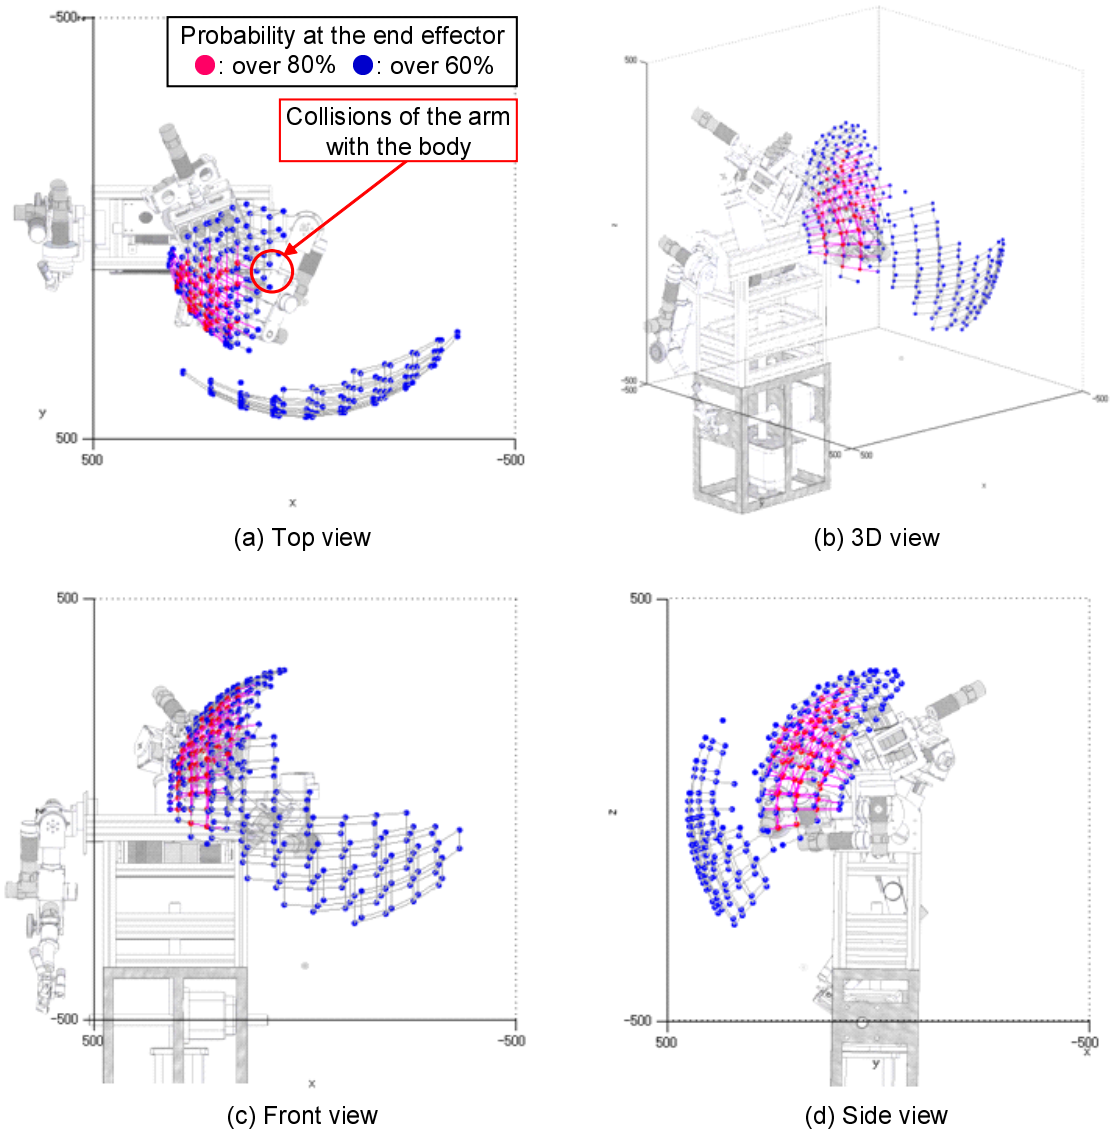 −500
Probability at the end effector
: over 80% : over 60%
Collisions of the arm
with the body
y
500
500
−500
x
(a) Top view
500
z
−500
−500
−500
500
500
y
x
(b) 3D view
500
z
−500
500
−500
x
(c) Front view
500
z
−500
500
−500
x
y
(d) Side view